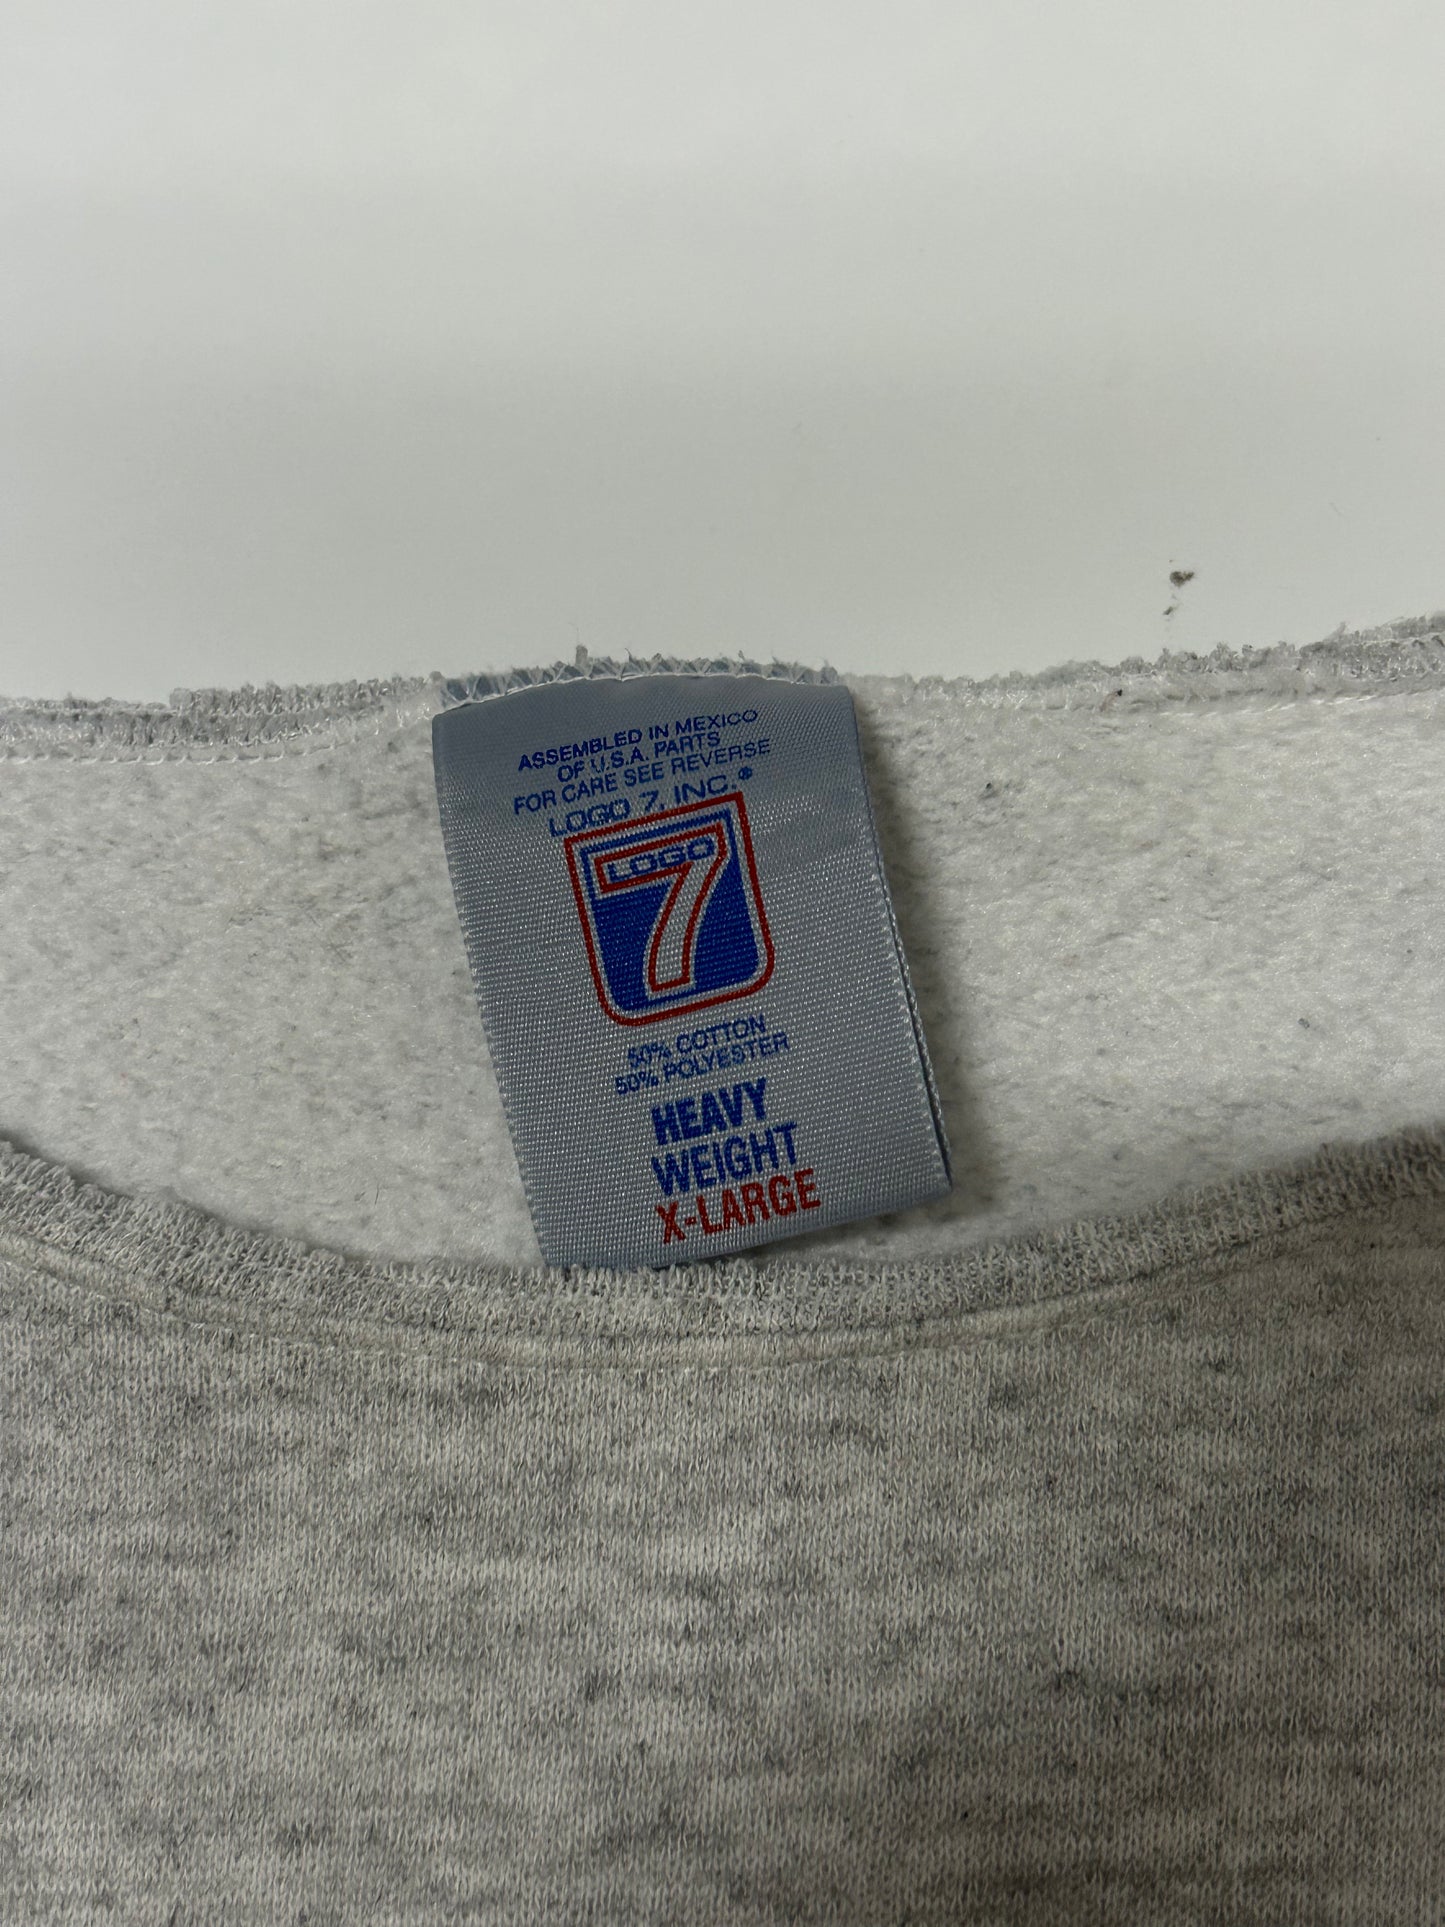 ASSEMBLED IN MEXICO
OF U.S.A. PARTS
FOR CARE SEE REVERSE
LOGO 7, INC.®
LOGO
7
50% COTTON
50% POLYESTER
HEAVY
WEIGHT
X-LARGE